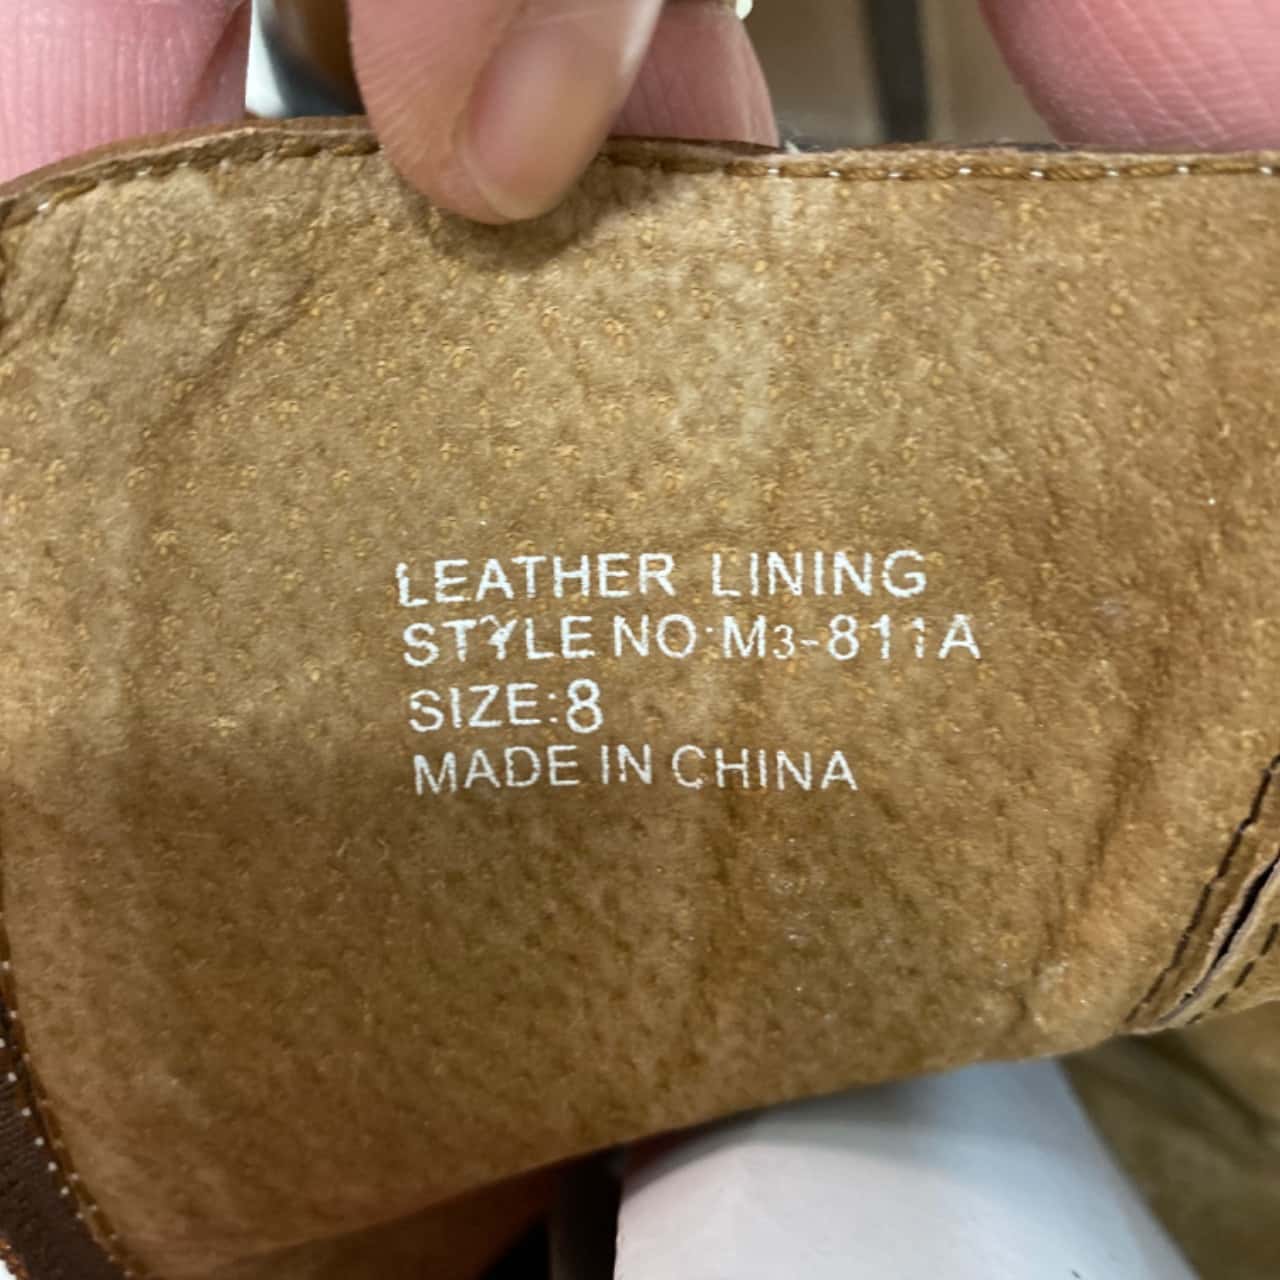 LEATHER LINING
STYLE NO:M3-811A
SIZE:8
MADE IN CHINA